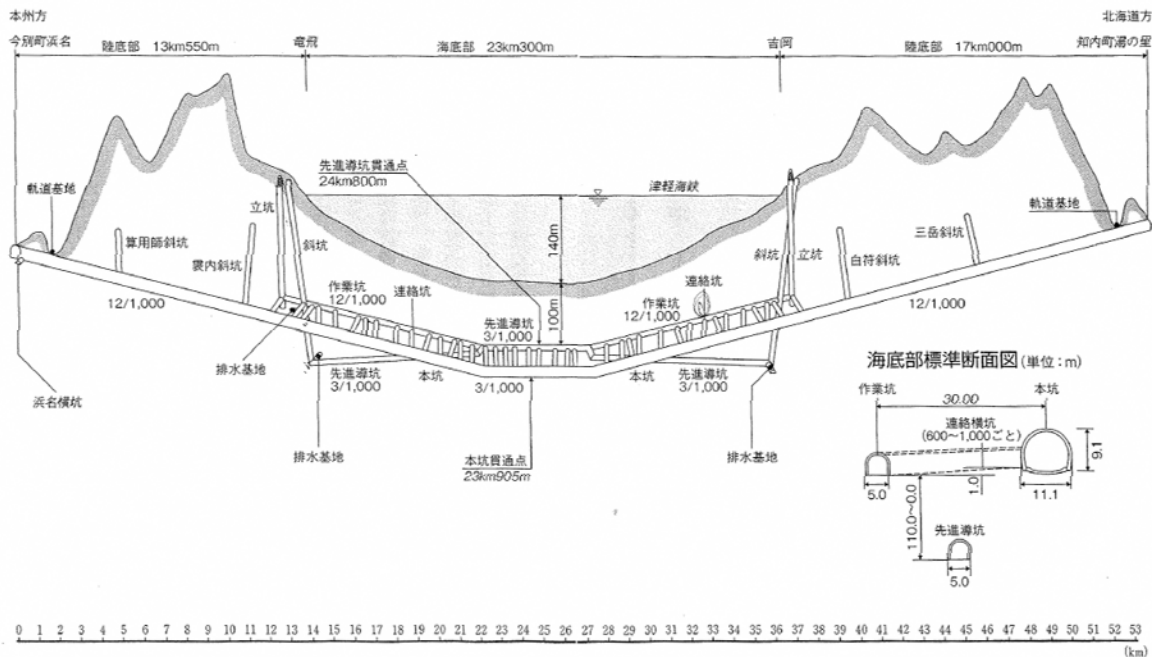 本州方
北海道方
今別町浜名
陸底部 13km550m
竜飛
海底部 23km300m
吉岡
陸底部 17km000m
知内町湯の里
先進導坑貫通点
24km800m
津軽海峡
軌道基地
立坑
斜坑
算用師斜坑
袰内斜坑
140m
斜坑
立坑
白符斜坑
三岳斜坑
軌道基地
12/1,000
作業坑
12/1,000
連絡坑
先進導坑
3/1,000
100m
作業坑
12/1,000
連絡坑
12/1,000
排水基地
先進導坑
3/1,000
本坑
3/1,000
本坑
先進導坑
3/1,000
浜名横坑
排水基地
本坑貫通点
23km905m
排水基地
海底部標準断面図(単位:m)
作業坑
本坑
30.00
連絡横坑
(600~1,000ごと)
9.1
5.0
1.0
11.1
110.0~0.0
先進導坑
5.0
0 1 2 3 4 5 6 7 8 9 10 11 12 13 14 15 16 17 18 19 20 21 22 23 24 25 26 27 28 29 30 31 32 33 34 35 36 37 38 39 40 41 42 43 44 45 46 47 48 49 50 51 52 53
(km)